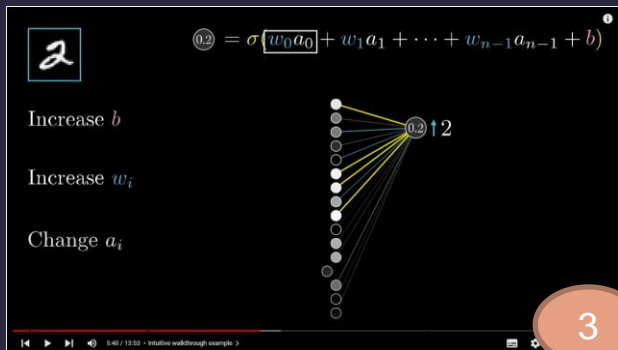 2
0.2 = σ(w₀a₀ + w₁a₁ + ⋯ + wₙ₋₁aₙ₋₁ + b)
Increase b
0.2 ↑ 2
Increase wᵢ
Change aᵢ
5:40 / 13:53 • Intuitive walkthrough example >
3